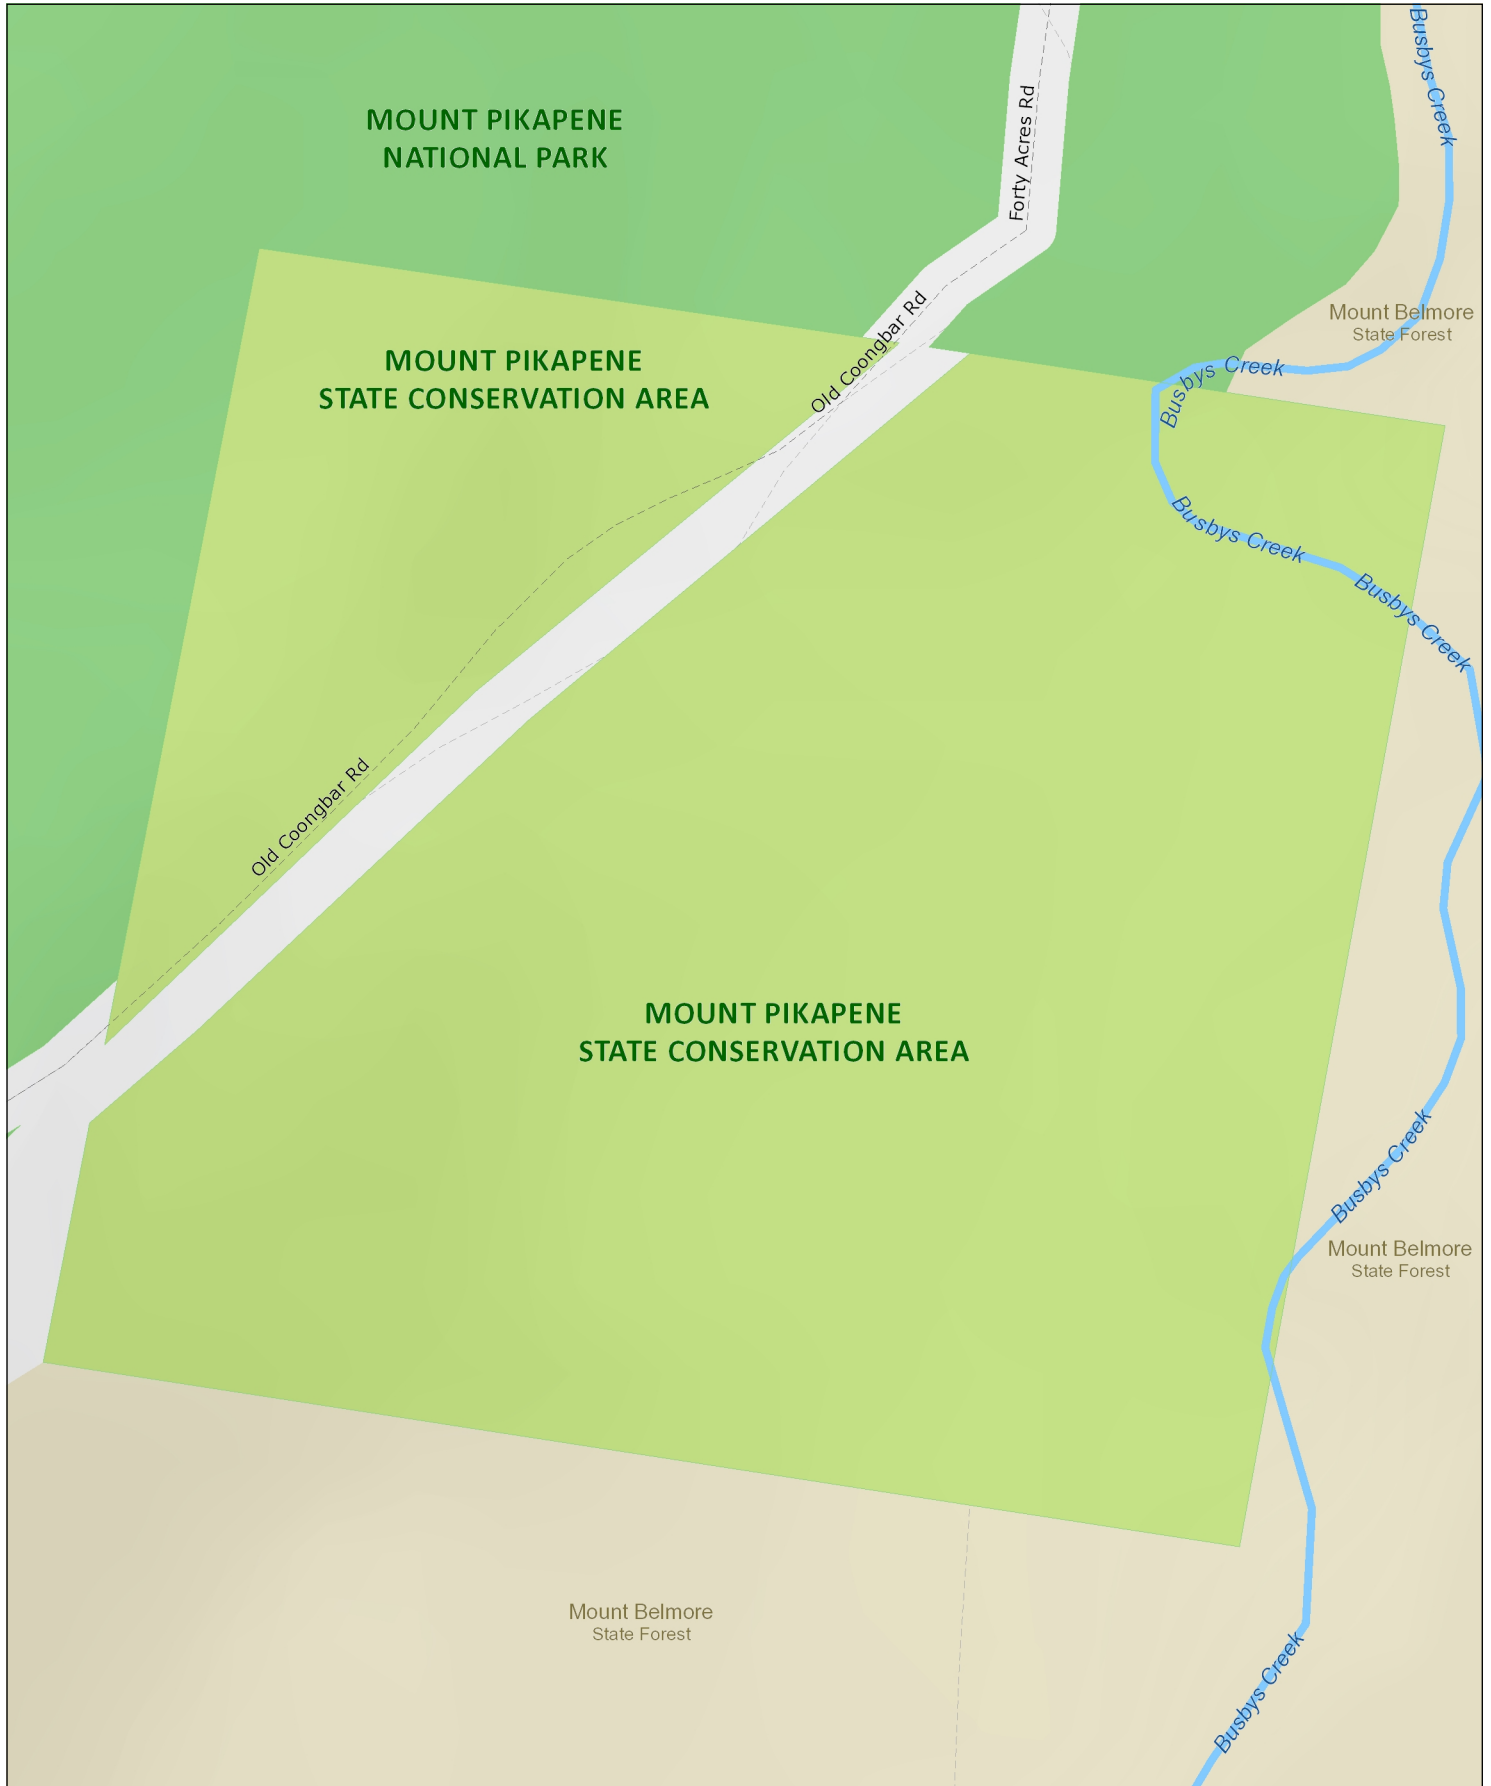 Busbys Creek
MOUNT PIKAPENE
NATIONAL PARK
Forty Acres Rd
Mount Belmore
State Forest
Old Coongbar Rd
MOUNT PIKAPENE
STATE CONSERVATION AREA
Busbys Creek
Busbys Creek
Busbys Creek
Old Coongbar Rd
MOUNT PIKAPENE
STATE CONSERVATION AREA
Busbys Creek
Mount Belmore
State Forest
Mount Belmore
State Forest
Busbys Creek